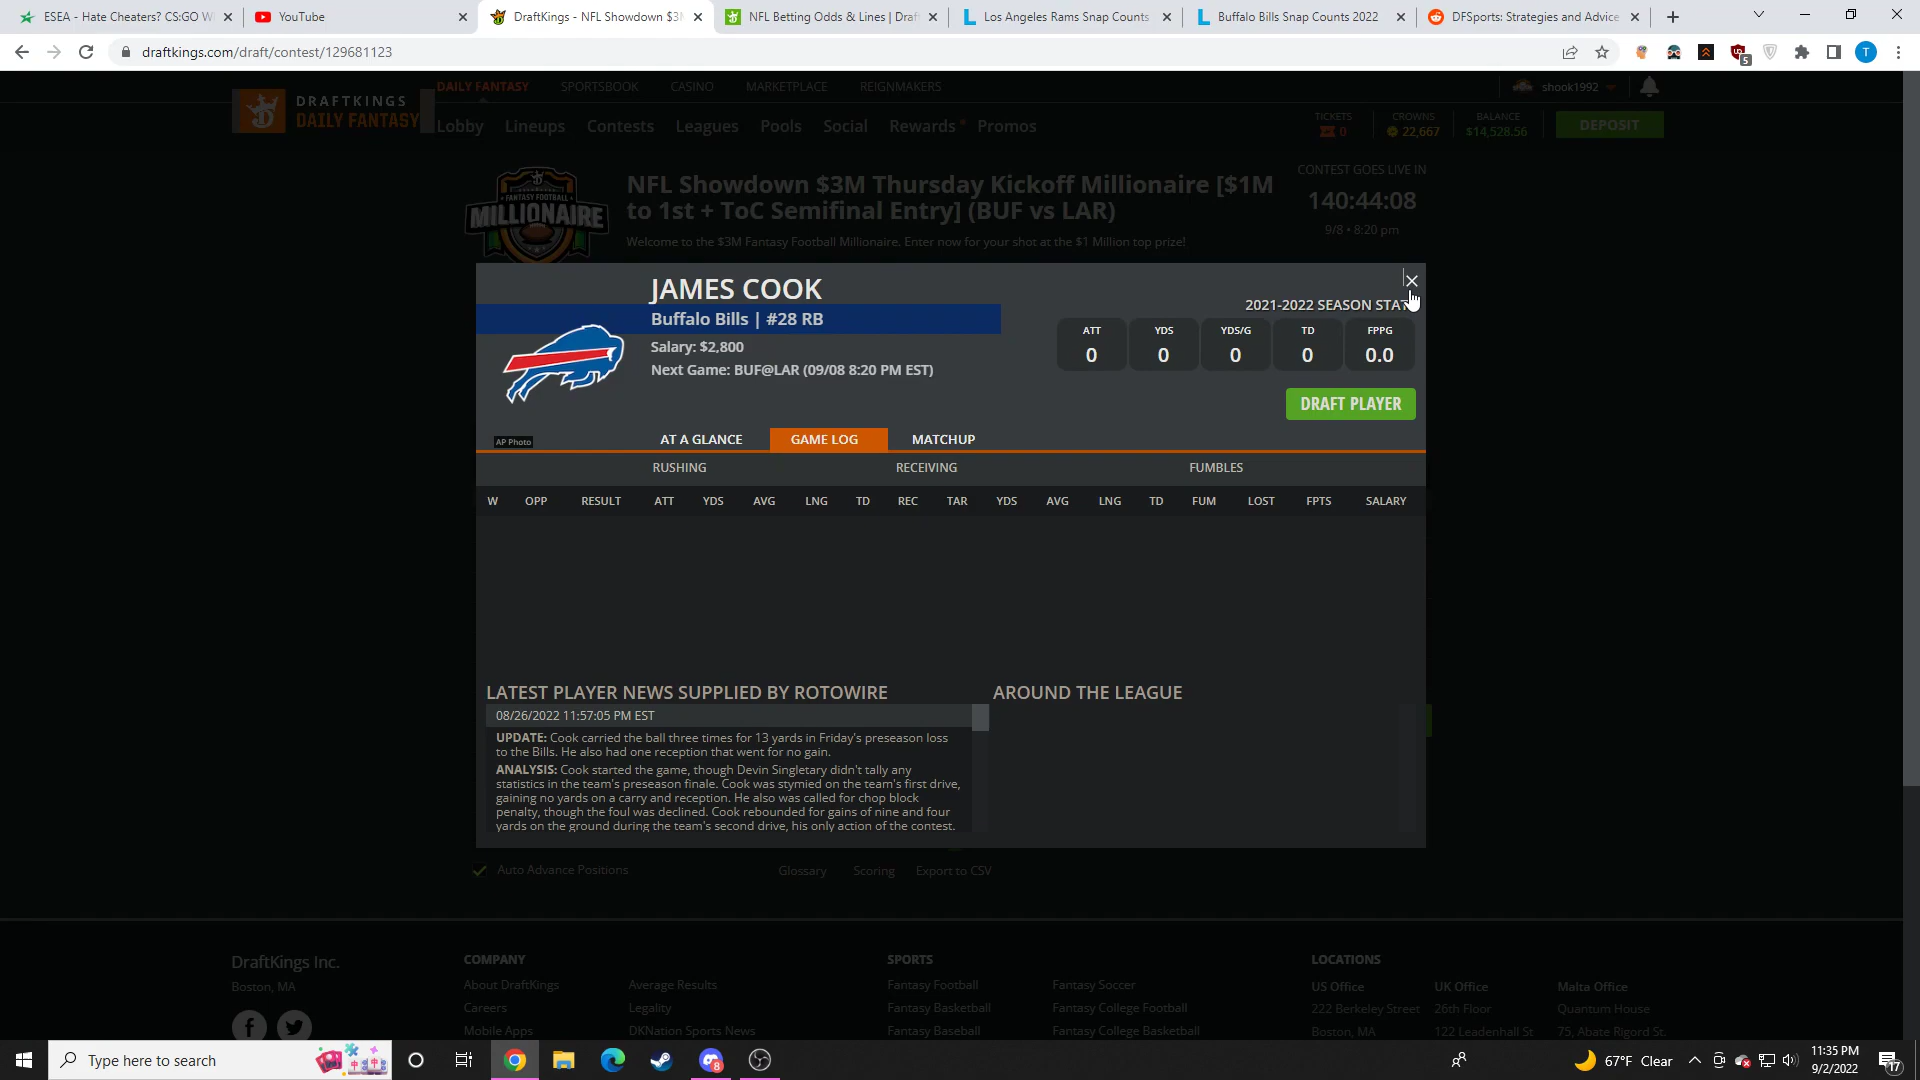 ESEA - Hate Cheaters? CS:GO W
YouTube
DraftKings - NFL Showdown $3
NFL Betting Odds & Lines | Draf
Los Angeles Rams Snap Counts
Buffalo Bills Snap Counts 2022
DFSports: Strategies and Advice
draftkings.com/draft/contest/129681123
5
T
DRAFTKINGS
DAILY FANTASY
DAILY FANTASY
SPORTSBOOK
CASINO
MARKETPLACE
REIGNMAKERS
shook1992
Lobby
Lineups
Contests
Leagues
Pools
Social
Rewards
Promos
TICKETS
0
CROWNS
22,667
BALANCE
$14,528.56
DEPOSIT
FANTASY FOOTBALL
MILLIONAIRE
NFL Showdown $3M Thursday Kickoff Millionaire [$1M
to 1st + ToC Semifinal Entry] (BUF vs LAR)
Welcome to the $3M Fantasy Football Millionaire. Enter now for your shot at the $1 Million top prize!
CONTEST GOES LIVE IN
140:44:08
9/8 • 8:20 pm
JAMES COOK
Buffalo Bills | #28 RB
Salary: $2,800
Next Game: BUF@LAR (09/08 8:20 PM EST)
AP Photo
2021-2022 SEASON STAT
ATT
YDS
YDS/G
TD
FPPG
0
0
0
0
0.0
DRAFT PLAYER
AT A GLANCE
GAME LOG
MATCHUP
RUSHING
RECEIVING
FUMBLES
W
OPP
RESULT
ATT
YDS
AVG
LNG
TD
REC
TAR
YDS
AVG
LNG
TD
FUM
LOST
FPTS
SALARY
LATEST PLAYER NEWS SUPPLIED BY ROTOWIRE
08/26/2022 11:57:05 PM EST
UPDATE: Cook carried the ball three times for 13 yards in Friday's preseason loss
to the Bills. He also had one reception that went for no gain.
ANALYSIS: Cook started the game, though Devin Singletary didn't tally any
statistics in the team's preseason finale. Cook was stymied on the team's first drive,
gaining no yards on a carry and reception. He also was called for chop block
penalty, though the foul was declined. Cook rebounded for gains of nine and four
yards on the ground during the team's second drive, his only action of the contest.
AROUND THE LEAGUE
Auto Advance Positions
Glossary
Scoring
Export to CSV
DraftKings Inc.
Boston, MA
COMPANY
About DraftKings
Careers
Mobile Apps
Average Results
Legality
DKNation Sports News
SPORTS
Fantasy Football
Fantasy Basketball
Fantasy Baseball
Fantasy Soccer
Fantasy College Football
Fantasy College Basketball
LOCATIONS
US Office
222 Berkeley Street
Boston, MA
UK Office
26th Floor
122 Leadenhall St
Malta Office
Quantum House
75, Abate Rigord St.
Type here to search
8
67°F Clear
11:35 PM
9/2/2022
17